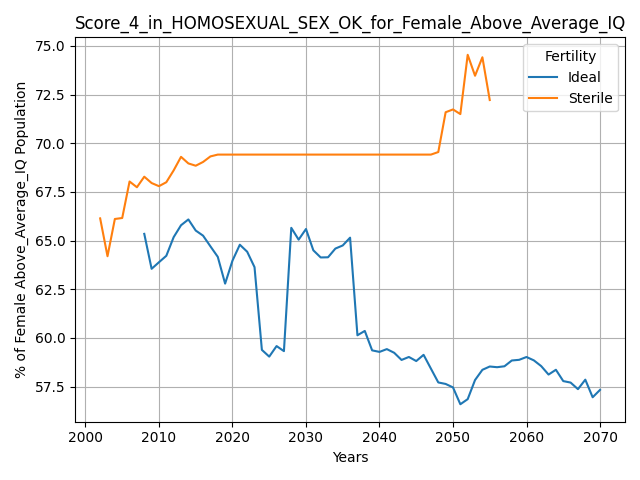 Score_4_in_HOMOSEXUAL_SEX_OK_for_Female_Above_Average_IQ
% of Female Above_Average_IQ Population
75.0
72.5
70.0
67.5
65.0
62.5
60.0
57.5
Fertility
Ideal
Sterile
2000 2010 2020 2030 2040 2050 2060 2070
Years